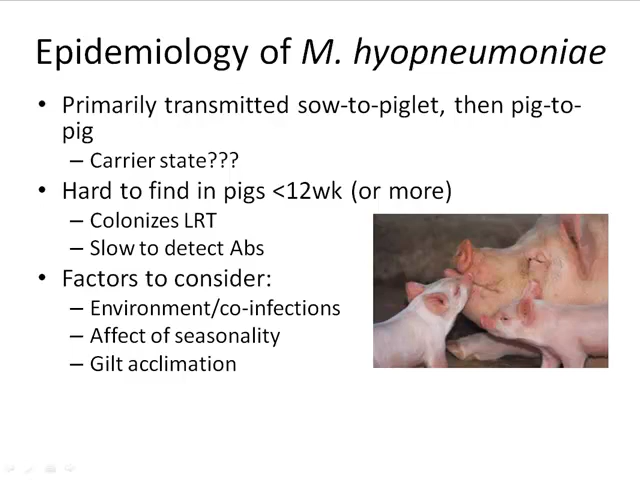 Epidemiology of M. hyopneumoniae
• Primarily transmitted sow-to-piglet, then pig-to-
pig
– Carrier state???
• Hard to find in pigs <12wk (or more)
– Colonizes LRT
– Slow to detect Abs
• Factors to consider:
– Environment/co-infections
– Affect of seasonality
– Gilt acclimation